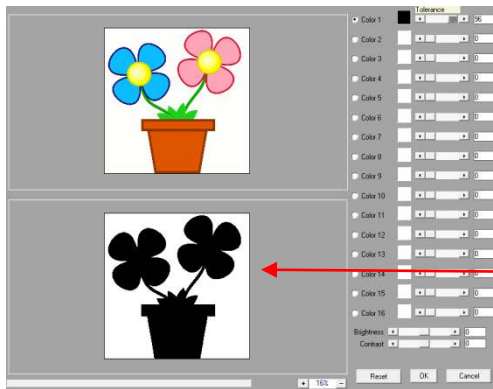 Tolerance
Color 1 96
Color 2 0
Color 3 0
Color 4 0
Color 5 0
Color 6 0
Color 7 0
Color 8 0
Color 9 0
Color 10 0
Color 11 0
Color 12 0
Color 13 0
Color 14 0
Color 15 0
Color 16 0
Brightness 0
Contrast 0
Reset OK Cancel
+ 16% -